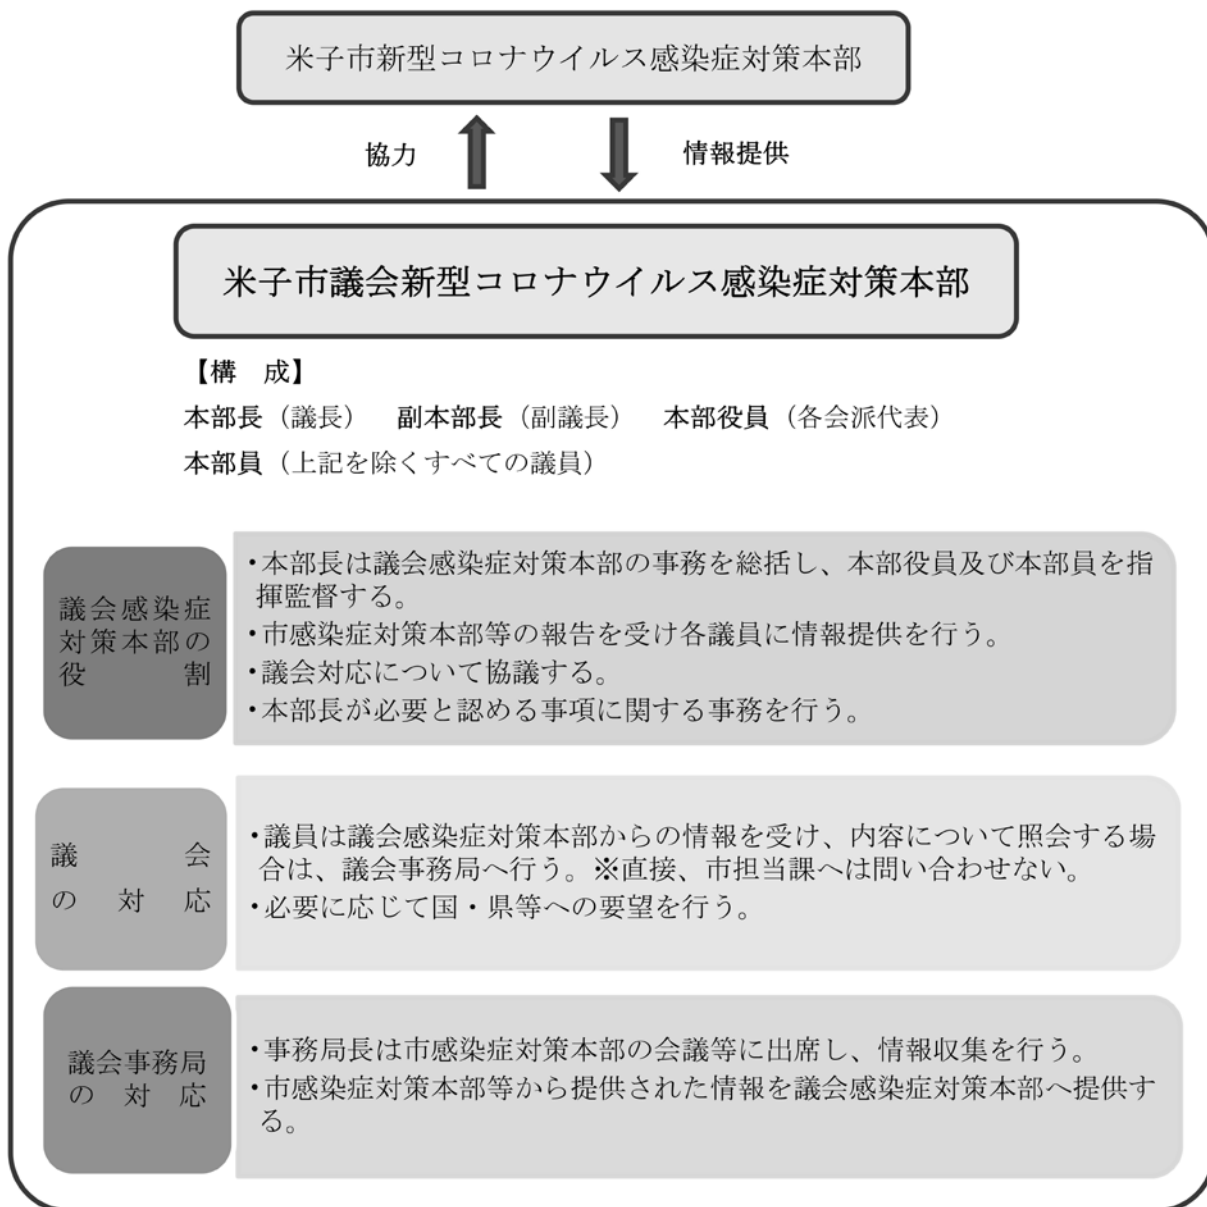 米子市新型コロナウイルス感染症対策本部
協力
情報提供
米子市議会新型コロナウイルス感染症対策本部
【構　成】
本部長（議長）　副本部長（副議長）　本部役員（各会派代表）
本部員（上記を除くすべての議員）
議会感染症
対策本部の
役　割
・本部長は議会感染症対策本部の事務を総括し、本部役員及び本部員を指
揮監督する。
・市感染症対策本部等の報告を受け各議員に情報提供を行う。
・議会対応について協議する。
・本部長が必要と認める事項に関する事務を行う。
議　会
の　対　応
・議員は議会感染症対策本部からの情報を受け、内容について照会する場
合は、議会事務局へ行う。※直接、市担当課へは問い合わせない。
・必要に応じて国・県等への要望を行う。
議会事務局
の　対　応
・事務局長は市感染症対策本部の会議等に出席し、情報収集を行う。
・市感染症対策本部等から提供された情報を議会感染症対策本部へ提供す
る。